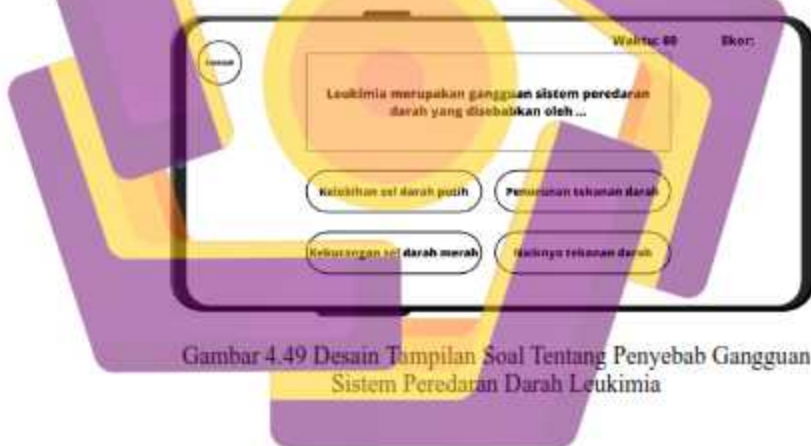 Waktu: 60 Skor:
Leukimia merupakan gangguan sistem peredaran
darah yang disebabkan oleh ...
Kelebihan sel darah putih Penurunan tekanan darah
Kekurangan sel darah merah Naiknya tekanan darah
Gambar 4.49 Desain Tampilan Soal Tentang Penyebab Gangguan
Sistem Peredaran Darah Leukimia